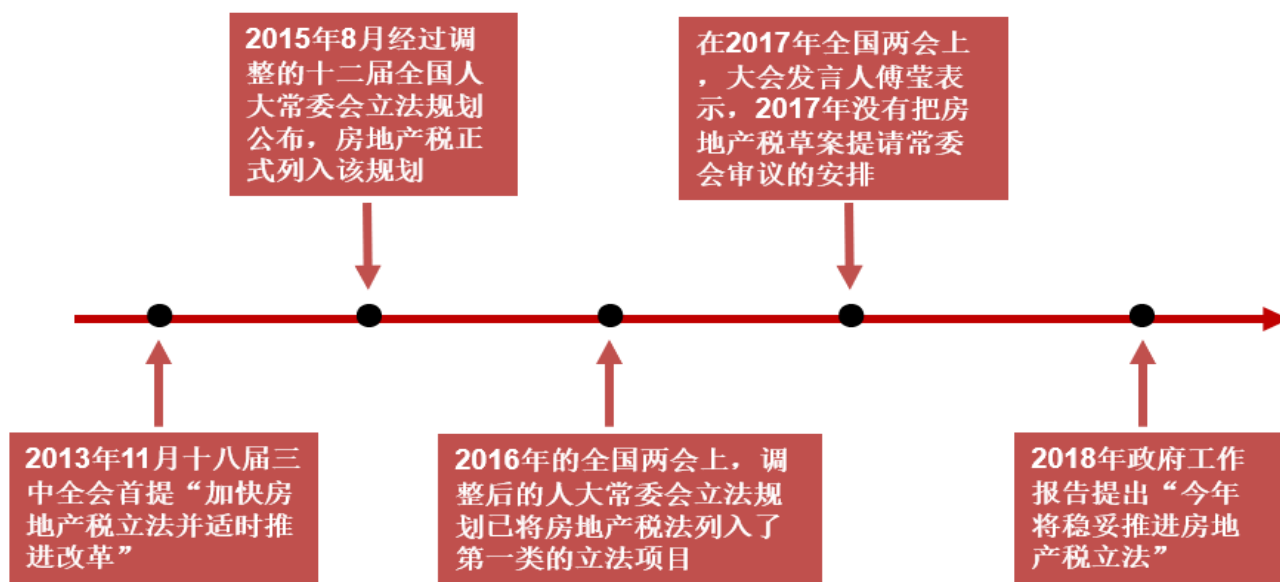 2015年8月经过调
整的十二届全国人
大常委会立法规划
公布，房地产税正
式列入该规划
在2017年全国两会上
，大会发言人傅莹表
示，2017年没有把房
地产税草案提请常委
会审议的安排
2013年11月十八届三
中全会首提“加快房
地产税立法并适时推
进改革”
2016年的全国两会上，调
整后的人大常委会立法规
划已将房地产税法列入了
第一类的立法项目
2018年政府工作
报告提出“今年
将稳妥推进房地
产税立法”